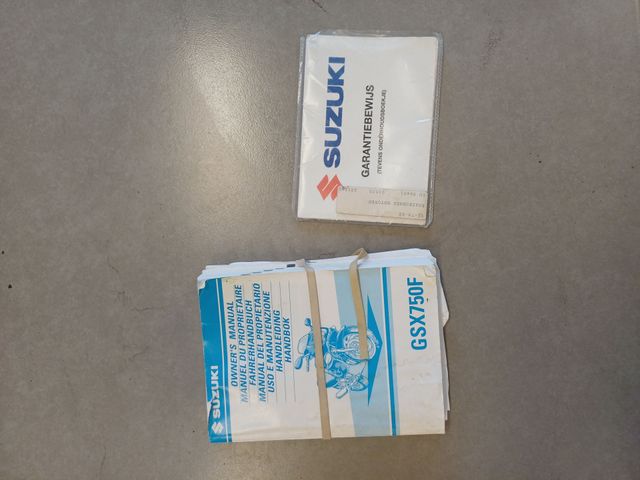 SUZUKI
GARANTIEBEWIJS
(TEVENS ONDERHOUDSBOEKJE)
SUZUKI
OWNER'S MANUAL
MANUEL DU PROPRIETAIRE
FAHRERHANDBUCH
MANUAL DEL PROPIETARIO
USO E MANUTENZIONE
HANDLEIDING
HANDBOK
GSX750F